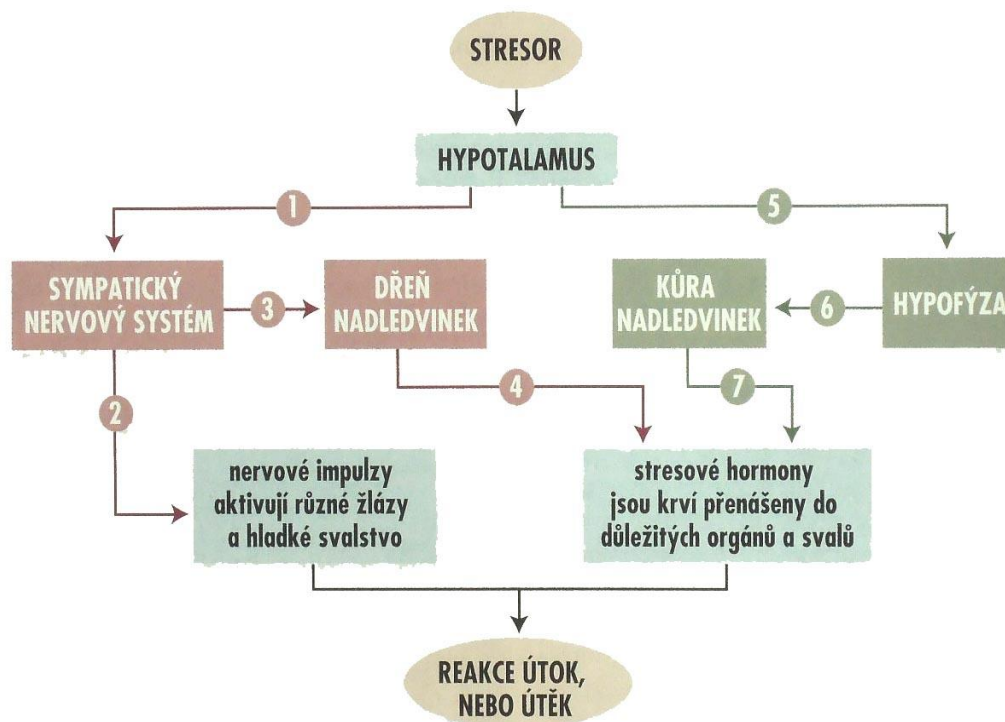 STRESOR
HYPOTALAMUS
1
5
SYMPATICKÝ
NERVOVÝ SYSTÉM
3
DŘEŇ
NADLEDVINEK
KŮRA
NADLEDVINEK
6
HYPOFÝZA
2
4
7
nervové impulzy
aktivují různé žlázy
a hladké svalstvo
stresové hormony
jsou krví přenášeny do
důležitých orgánů a svalů
REAKCE ÚTOK,
NEBO ÚTĚK